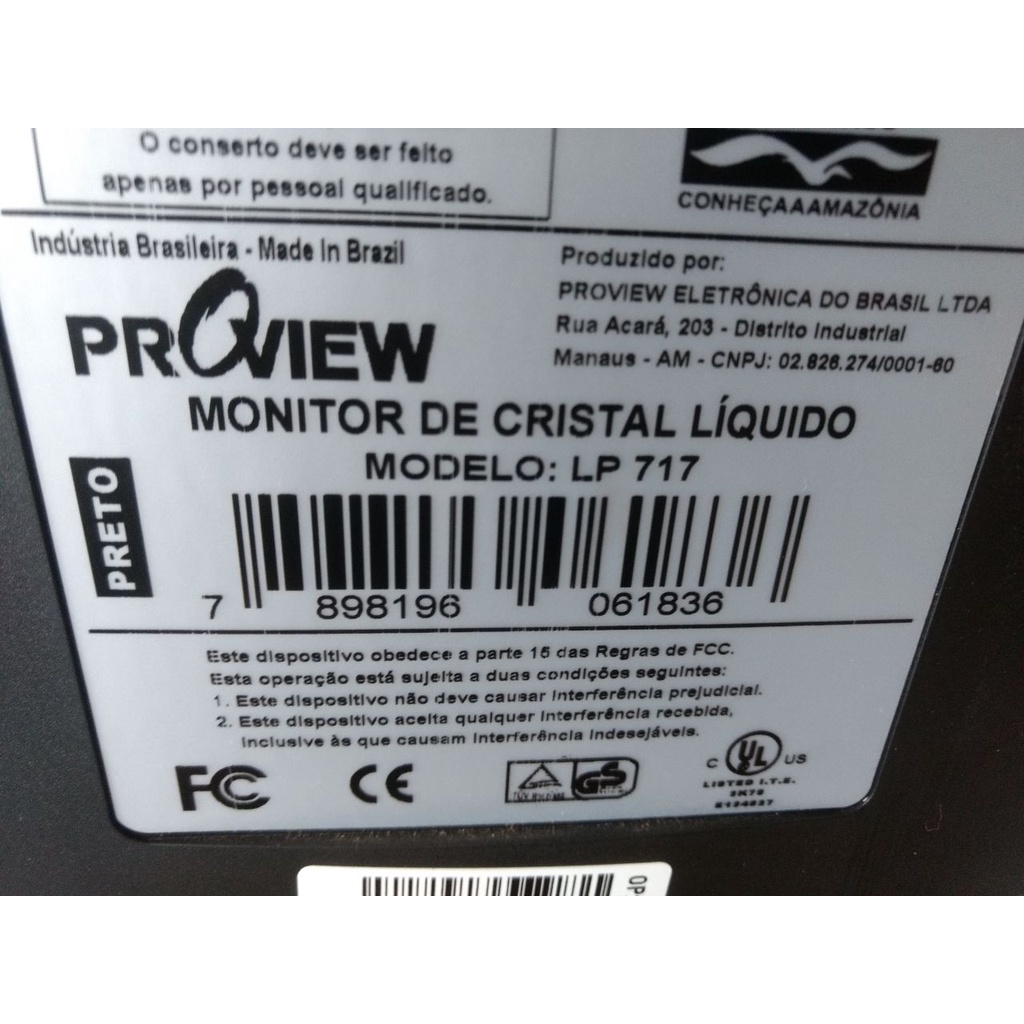 O conserto deve ser feito
apenas por pessoal qualificado.
CONHEÇAAAMAZÔNIA
Indústria Brasileira - Made In Brazil
PROVIEW
Produzido por:
PROVIEW ELETRÔNICA DO BRASIL LTDA
Rua Acará, 203 - Distrito Industrial
Manaus - AM - CNPJ: 02.826.274/0001-60
MONITOR DE CRISTAL LÍQUIDO
MODELO: LP 717
PRETO
7 898196 061836
Este dispositivo obedece a parte 15 das Regras de FCC.
Esta operação está sujeita a duas condições seguintes:
1. Este dispositivo não deve causar interferência prejudicial.
2. Este dispositivo aceita qualquer interferência recebida,
inclusive às que causam interferência indesejáveis.
FC CE
GS
C UL US
LISTED I.T.E.
OP